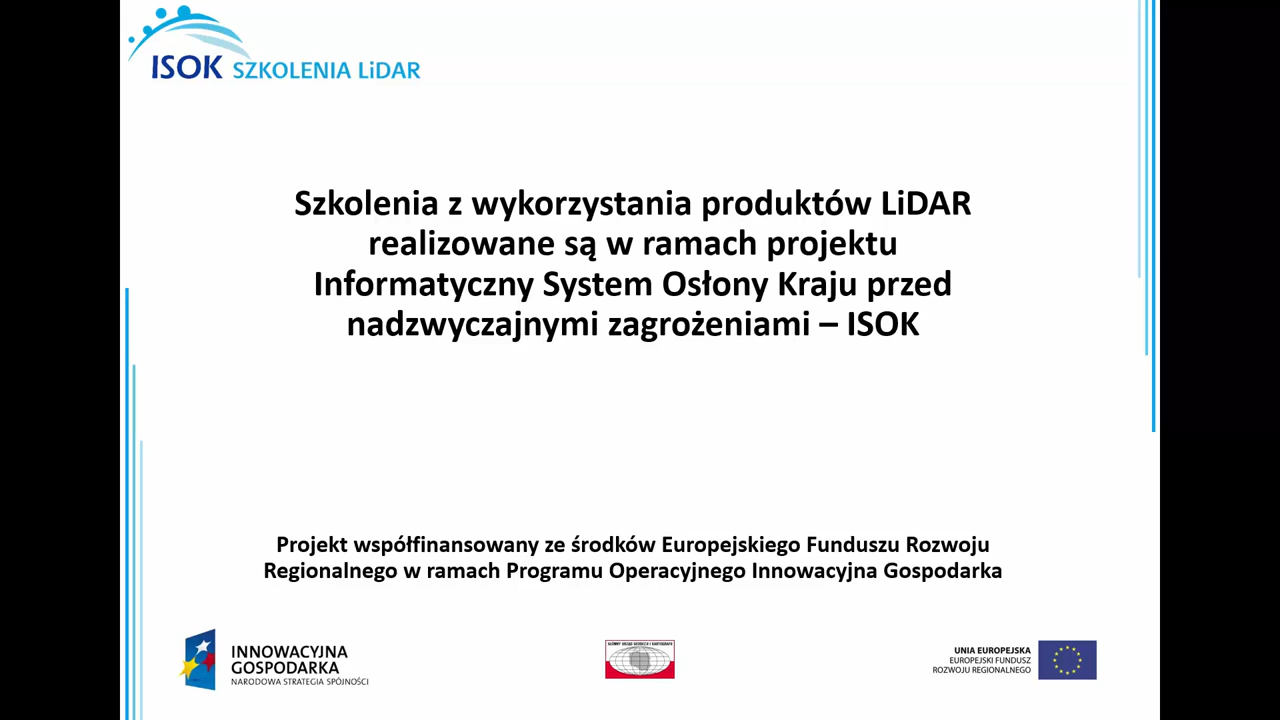 ISOK SZKOLENIA LiDAR
Szkolenia z wykorzystania produktów LiDAR
realizowane są w ramach projektu
Informatyczny System Osłony Kraju przed
nadzwyczajnymi zagrożeniami – ISOK
Projekt współfinansowany ze środków Europejskiego Funduszu Rozwoju
Regionalnego w ramach Programu Operacyjnego Innowacyjna Gospodarka
INNOWACYJNA
GOSPODARKA
NARODOWA STRATEGIA SPÓJNOŚCI
GŁÓWNY URZĄD GEODEZJI I KARTOGRAFII
UNIA EUROPEJSKA
EUROPEJSKI FUNDUSZ
ROZWOJU REGIONALNEGO